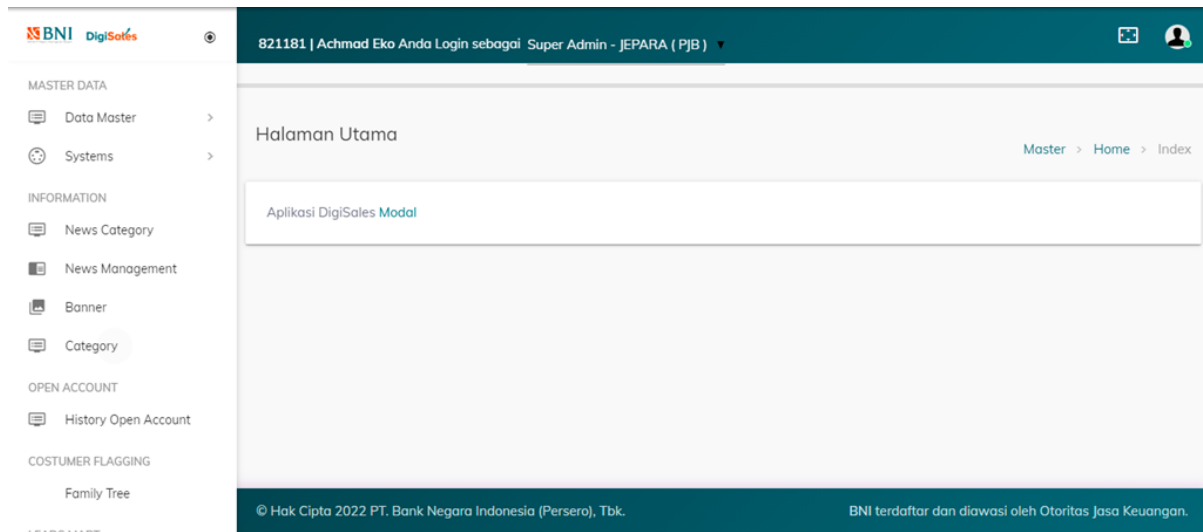 BNI DigiSales
821181 | Achmad Eko Anda Login sebagai Super Admin - JEPARA ( PJB )
MASTER DATA
Data Master
Systems
INFORMATION
News Category
News Management
Banner
Category
OPEN ACCOUNT
History Open Account
COSTUMER FLAGGING
Family Tree
Halaman Utama
Master > Home > Index
Aplikasi DigiSales Modal
© Hak Cipta 2022 PT. Bank Negara Indonesia (Persero), Tbk.
BNI terdaftar dan diawasi oleh Otoritas Jasa Keuangan.